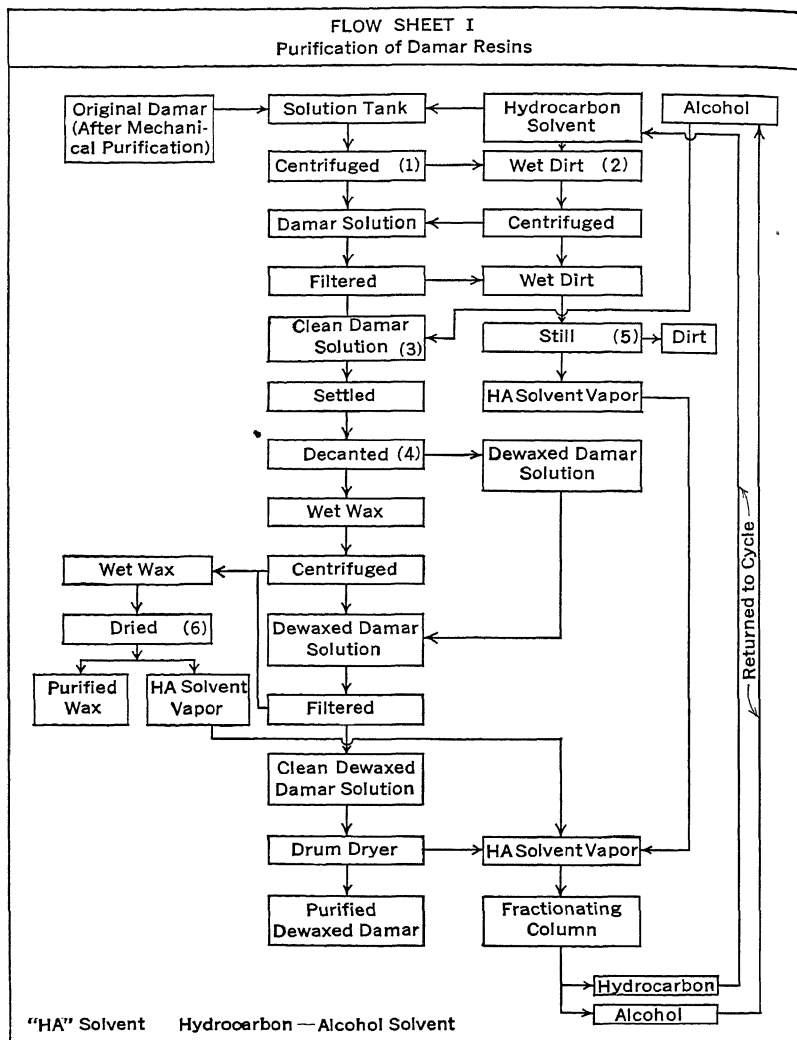 FLOW SHEET I
Purification of Damar Resins
Original Damar
(After Mechani-
cal Purification)
Solution Tank
Hydrocarbon
Solvent
Alcohol
Centrifuged (1)
Wet Dirt (2)
Damar Solution
Centrifuged
Filtered
Wet Dirt
Clean Damar
Solution (3)
Still (5)
Dirt
Settled
HA Solvent Vapor
Decanted (4)
Dewaxed Damar
Solution
Wet Wax
Wet Wax
Centrifuged
Returned to Cycle
Dried (6)
Dewaxed Damar
Solution
Purified
Wax
HA Solvent
Vapor
Filtered
Clean Dewaxed
Damar Solution
Drum Dryer
HA Solvent Vapor
Purified
Dewaxed Damar
Fractionating
Column
Hydrocarbon
Alcohol
"HA" Solvent Hydrocarbon — Alcohol Solvent